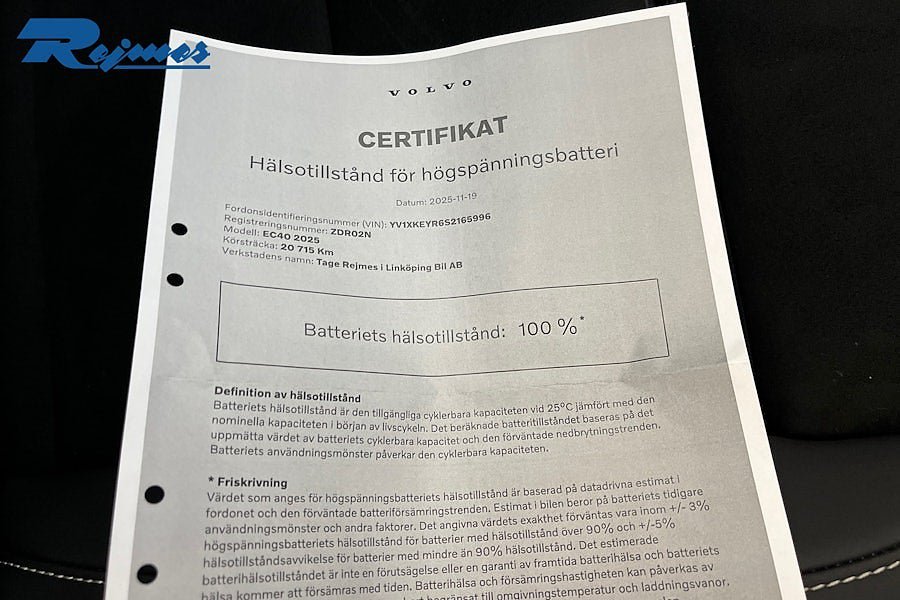 Rejmes
VOLVO
CERTIFIKAT
Hälsotillstånd för högspänningsbatteri
Datum: 2025-11-19
Fordonsidentifieringsnummer (VIN): YV1XKEYR6S2165996
Registreringsnummer: ZDR02N
Modell: EC40 2025
Körsträcka: 20 715 Km
Verkstadens namn: Tage Rejmes i Linköping Bil AB
Batteriets hälsotillstånd: 100 %*
Definition av hälsotillstånd
Batteriets hälsotillstånd är den tillgängliga cyklerbara kapaciteten vid 25°C jämfört med den
nominella kapaciteten i början av livscykeln. Det beräknade batteritillståndet baseras på det
uppmätta värdet av batteriets cyklerbara kapacitet och den förväntade nedbrytningstrenden.
Batteriets användningsmönster påverkar den cyklerbara kapaciteten.
* Friskrivning
Värdet som anges för högspänningsbatteriets hälsotillstånd är baserad på datadrivna estimat i
fordonet och den förväntade batteriförsämringstrenden. Estimat i bilen beror på batteriets tidigare
användningsmönster och andra faktorer. Det angivna värdets exakthet förväntas vara inom +/- 3%
högspänningsbatteriets hälsotillstånd för batterier med hälsotillstånd över 90% och +/-5%
hälsotillståndsavvikelse för batterier med mindre än 90% hälsotillstånd. Det estimerade
batterihälsotillståndet är inte en förutsägelse eller en garanti av framtida batterihälsa och batteriets
hälsa kommer att försämras med tiden. Batterihälsa och försämringshastigheten kan påverkas av
begränsat till omgivningstemperatur och laddningsvanor.